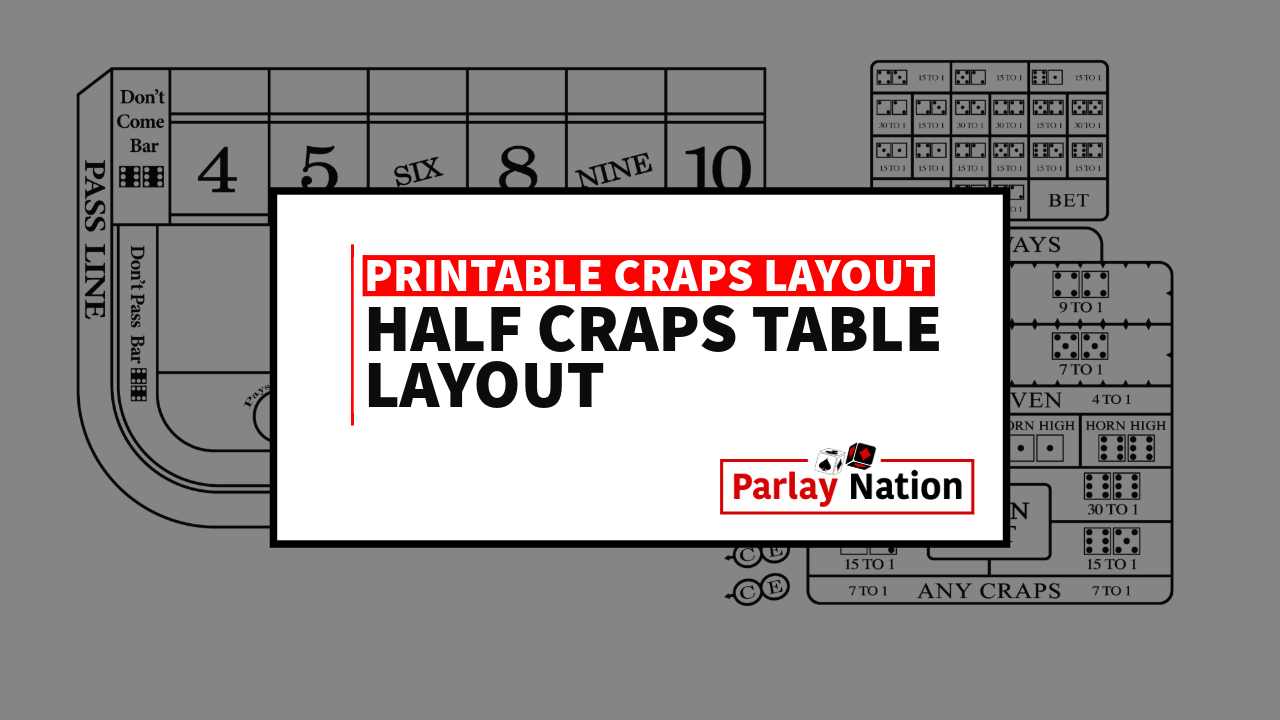 Don't
Come
Bar
4
5
SIX
8
NINE
10
PASS LINE
Don't Pass Bar
Pays
15 TO 1
15 TO 1
15 TO 1
30 TO 1
15 TO 1
30 TO 1
30 TO 1
15 TO 1
30 TO 1
15 TO 1
15 TO 1
15 TO 1
15 TO 1
15 TO 1
15 TO 1
BET
PRINTABLE CRAPS LAYOUT
HALF CRAPS TABLE
LAYOUT
Parlay Nation
WAYS
9 TO 1
7 TO 1
VEN
4 TO 1
ORN HIGH
HORN HIGH
30 TO 1
N
T
C E
15 TO 1
15 TO 1
C E
7 TO 1
ANY CRAPS
7 TO 1